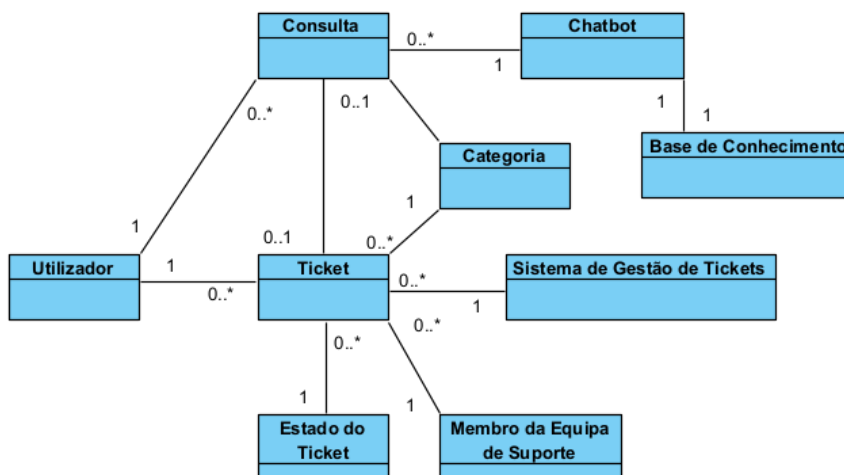 Consulta
Chatbot
0..*
1
0..*
0..1
1
1
Base de Conhecimento
Categoria
1
1
0..1
0..*
Utilizador
1
0..*
Ticket
0..*
1
Sistema de Gestão de Tickets
0..*
0..*
1
1
Estado do
Ticket
Membro da Equipa
de Suporte